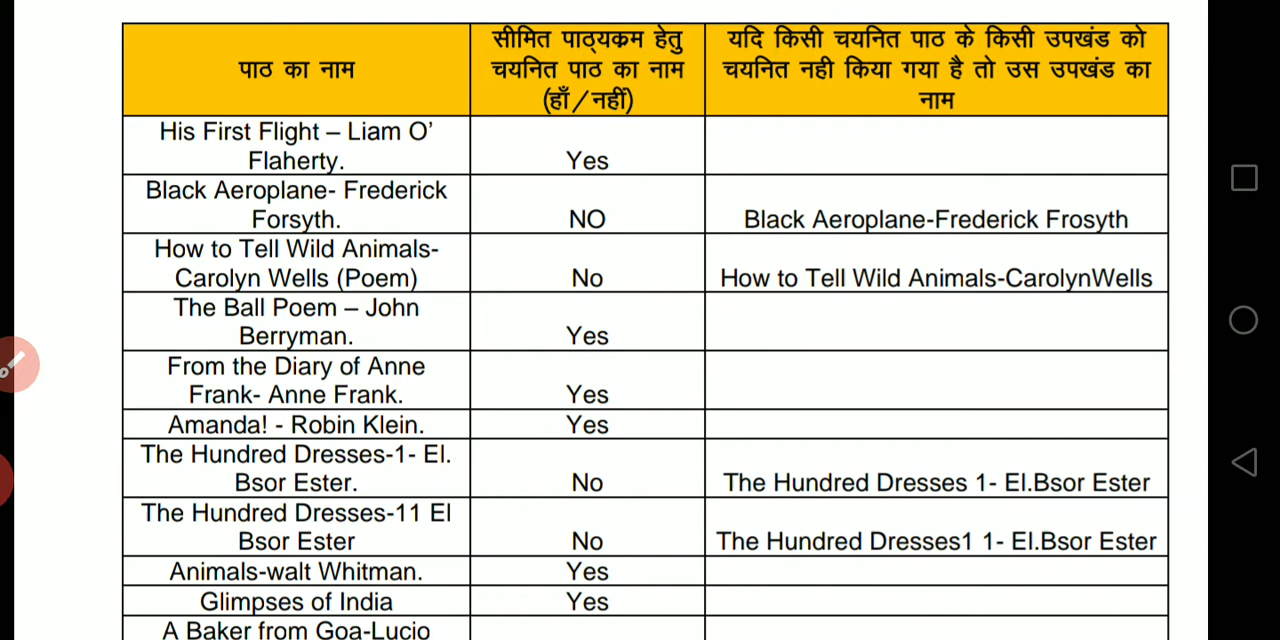 पाठ का नाम
सीमित पाठ्यक्रम हेतु
चयनित पाठ का नाम
(हाँ/नहीं)
यदि किसी चयनित पाठ के किसी उपखंड को
चयनित नही किया गया है तो उस उपखंड का
नाम
His First Flight – Liam O’
Flaherty.
Yes
Black Aeroplane- Frederick
Forsyth.
NO
Black Aeroplane-Frederick Frosyth
How to Tell Wild Animals-
Carolyn Wells (Poem)
No
How to Tell Wild Animals-CarolynWells
The Ball Poem – John
Berryman.
Yes
From the Diary of Anne
Frank- Anne Frank.
Yes
Amanda! - Robin Klein.
Yes
The Hundred Dresses-1- El.
Bsor Ester.
No
The Hundred Dresses 1- El.Bsor Ester
The Hundred Dresses-11 El
Bsor Ester
No
The Hundred Dresses1 1- El.Bsor Ester
Animals-walt Whitman.
Yes
Glimpses of India
Yes
A Baker from Goa-Lucio